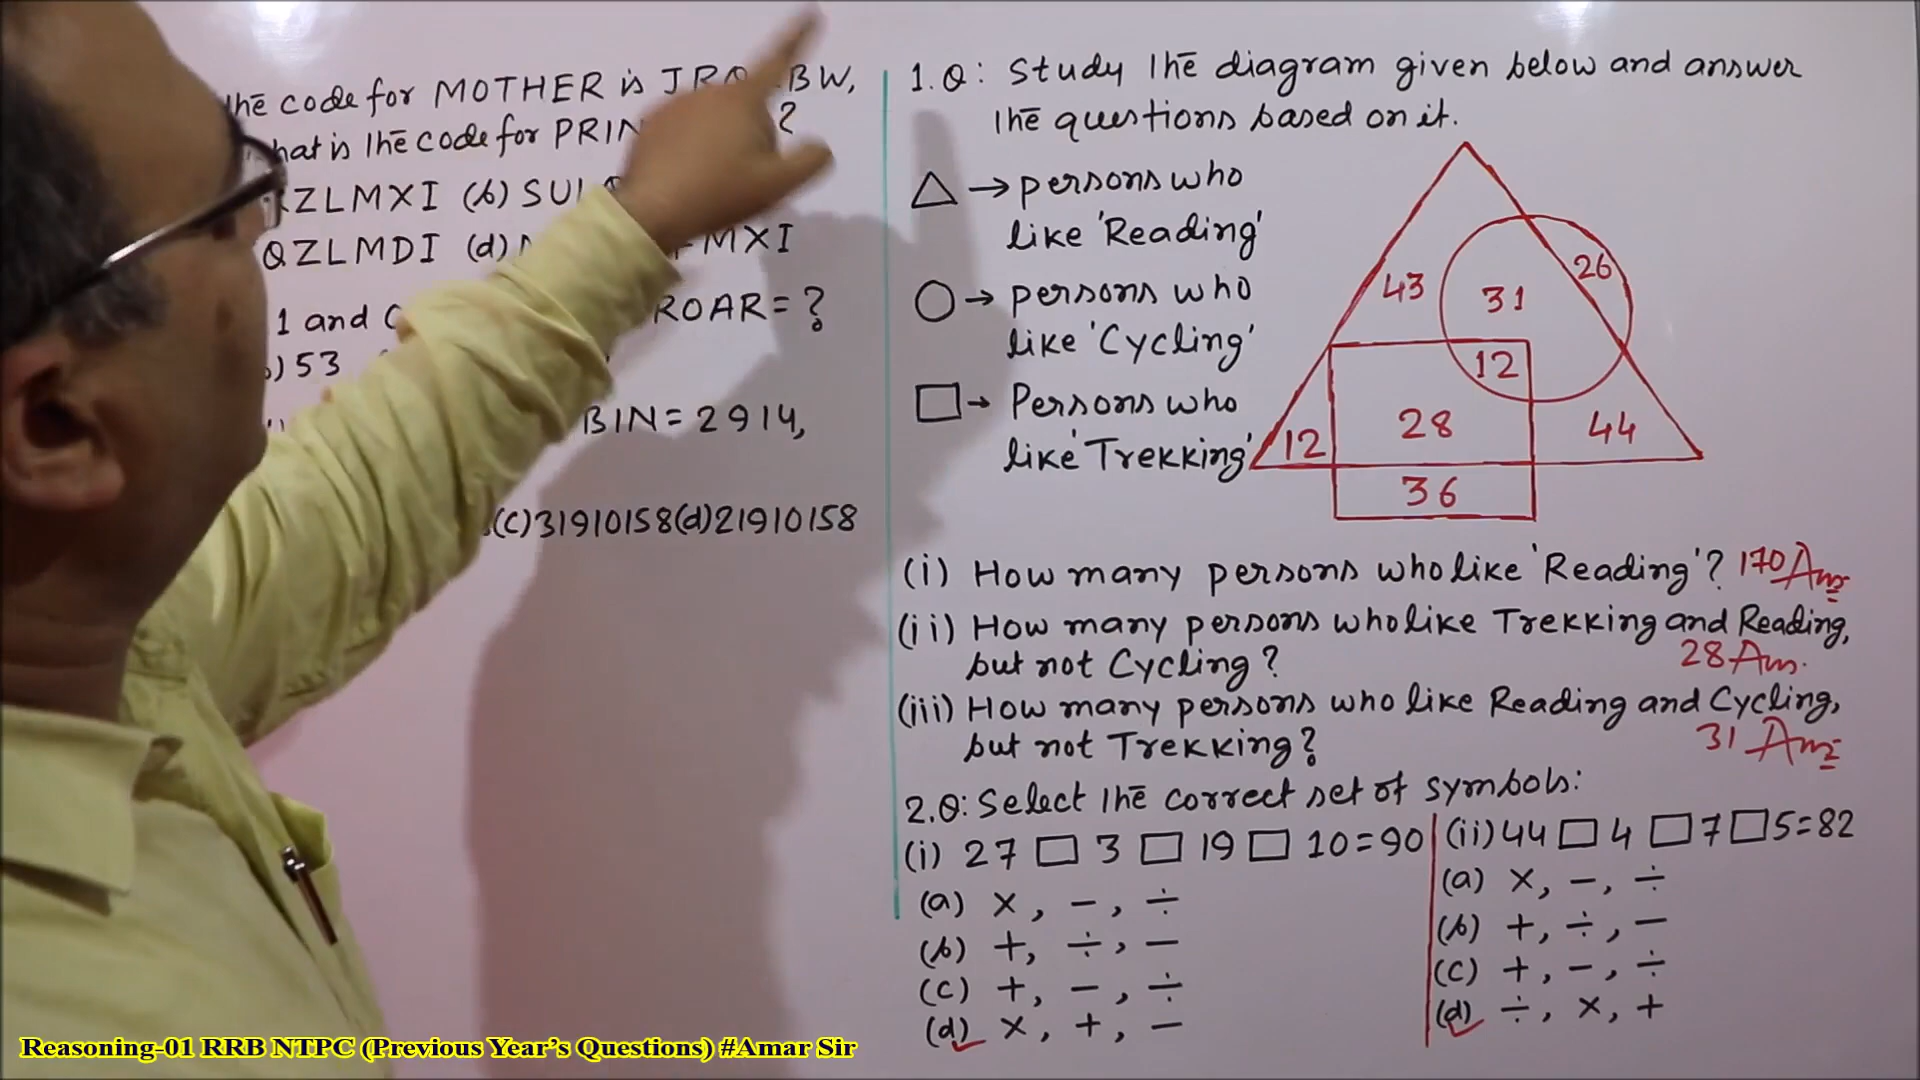 the code for MOTHER is JRO BW,
hat is the code for PRIN ?
ZLMXI (b) SUL
QZLMDI (d) MXI
1 and ROAR = ?
) 53
BIN = 2914,
(C) 31910158 (d) 21910158
1.Q: Study the diagram given below and answer
the questions based on it.
△ → persons who
like 'Reading'
○ → persons who
like 'Cycling'
□ → Persons who
like 'Trekking'
43 31 26
12
12 28 44
36
(i) How many persons who like 'Reading'? 170 Ans
(ii) How many persons who like Trekking and Reading,
but not Cycling? 28 Ans.
(iii) How many persons who like Reading and Cycling,
but not Trekking? 31 Ans
2.Q: Select the correct set of symbols:
(i) 27 □ 3 □ 19 □ 10 = 90
(a) ×, −, ÷
(b) +, ÷, −
(c) +, −, ÷
(d) ×, +, −
(ii) 44 □ 4 □ 7 □ 5 = 82
(a) ×, −, ÷
(b) +, ÷, −
(c) +, −, ÷
(d) ÷, ×, +
Reasoning-01 RRB NTPC (Previous Year's Questions) #Amar Sir